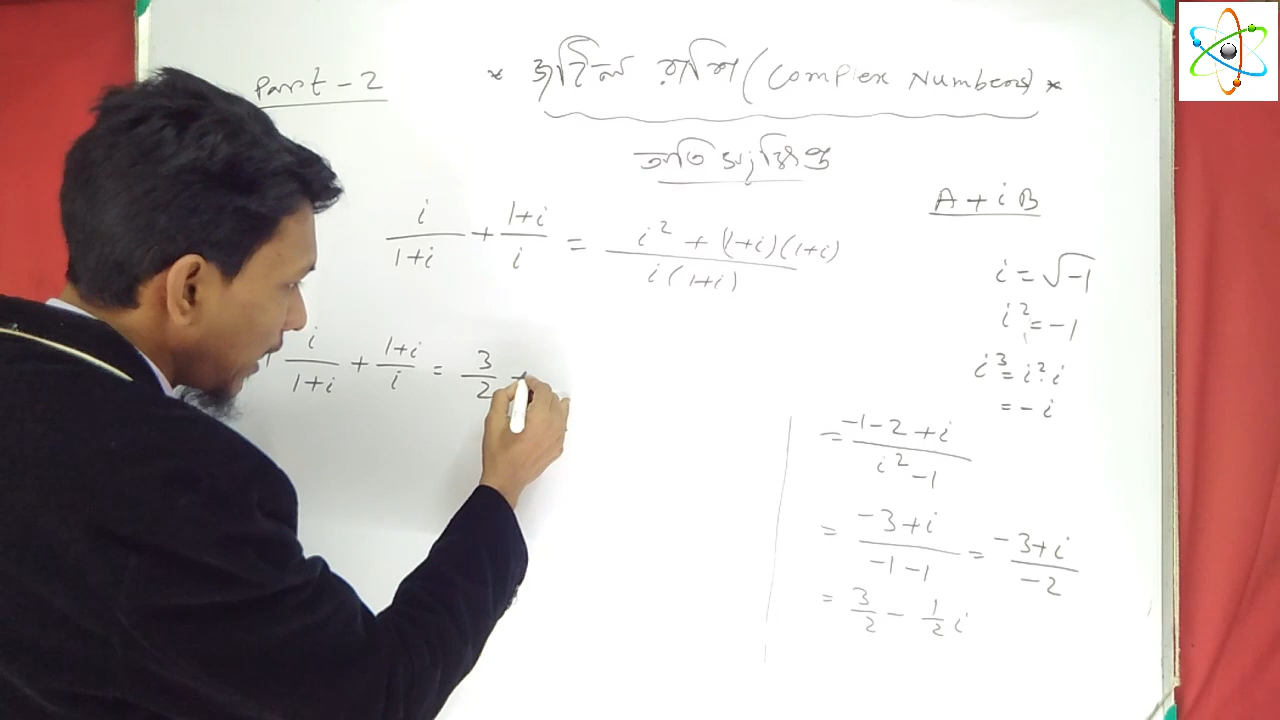 Part - 2
* জটিল রাশি (Complex Numbers) *
A + iB
i/(1+i) + (1+i)/i = (i² + (1+i)(1+i))/(i(1+i))
i = √-1
i² = -1
i³ = i².i
= -i
i/(1+i) + (1+i)/i = 3/2 +
= (-1-2+i)/(i²-1)
= (-3+i)/(-1-1) = (-3+i)/(-2)
= 3/2 - 1/2 i